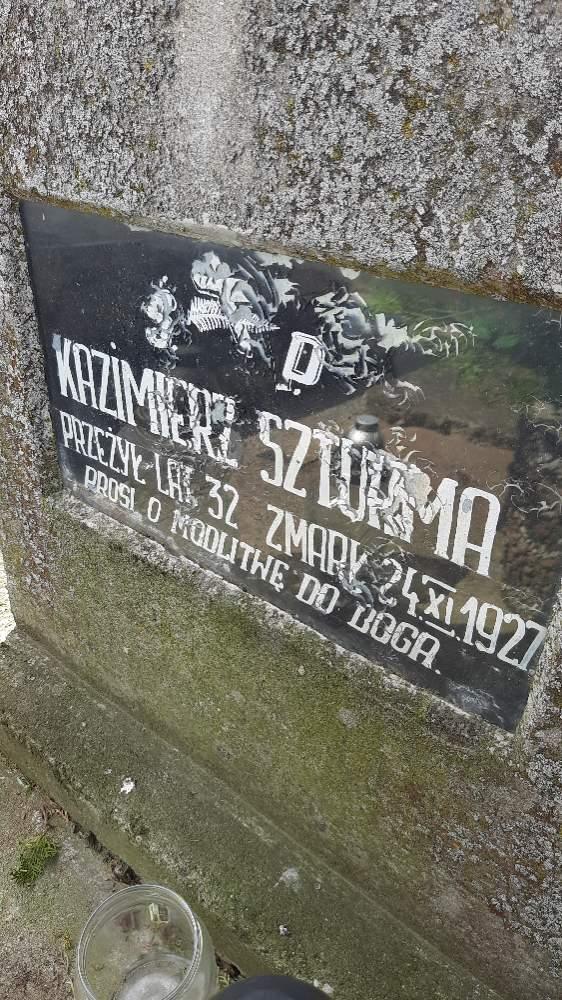 D
KAZIMIERZ SZTURMA
PRZEŻYŁ LAT 32 ZMARŁ 24.XI.1927
PROSI O MODLITWĘ DO BOGA.